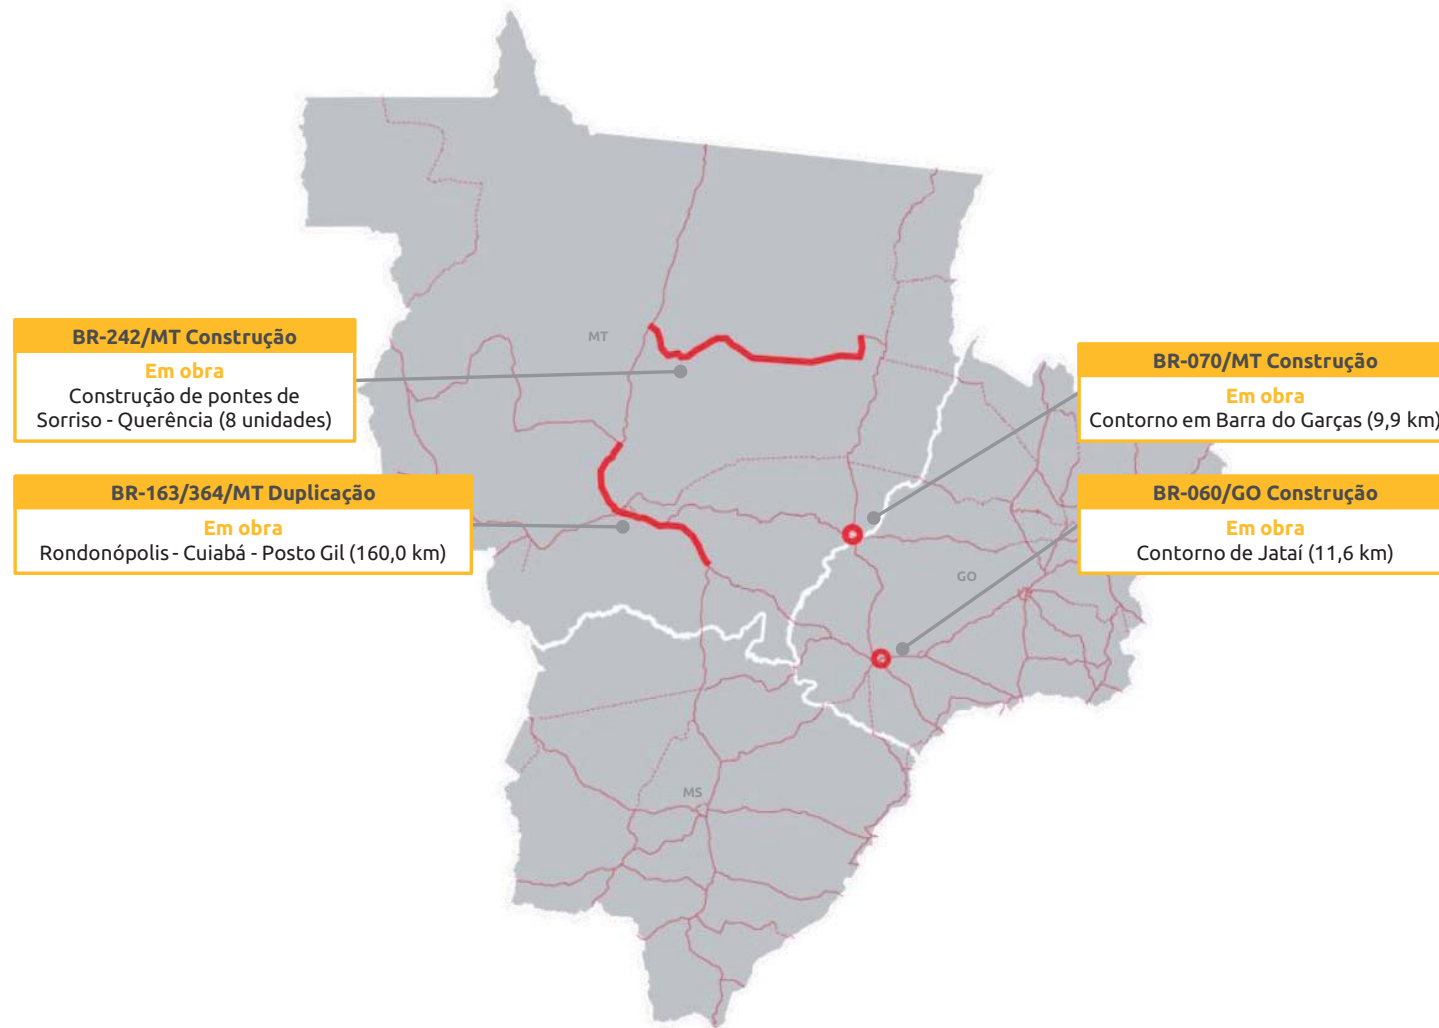 BR-242/MT Construção
Em obra
Construção de pontes de
Sorriso - Querência (8 unidades)
BR-163/364/MT Duplicação
Em obra
Rondonópolis - Cuiabá - Posto Gil (160,0 km)
MT
BR-070/MT Construção
Em obra
Contorno em Barra do Garças (9,9 km)
BR-060/GO Construção
Em obra
Contorno de Jataí (11,6 km)
GO
MS